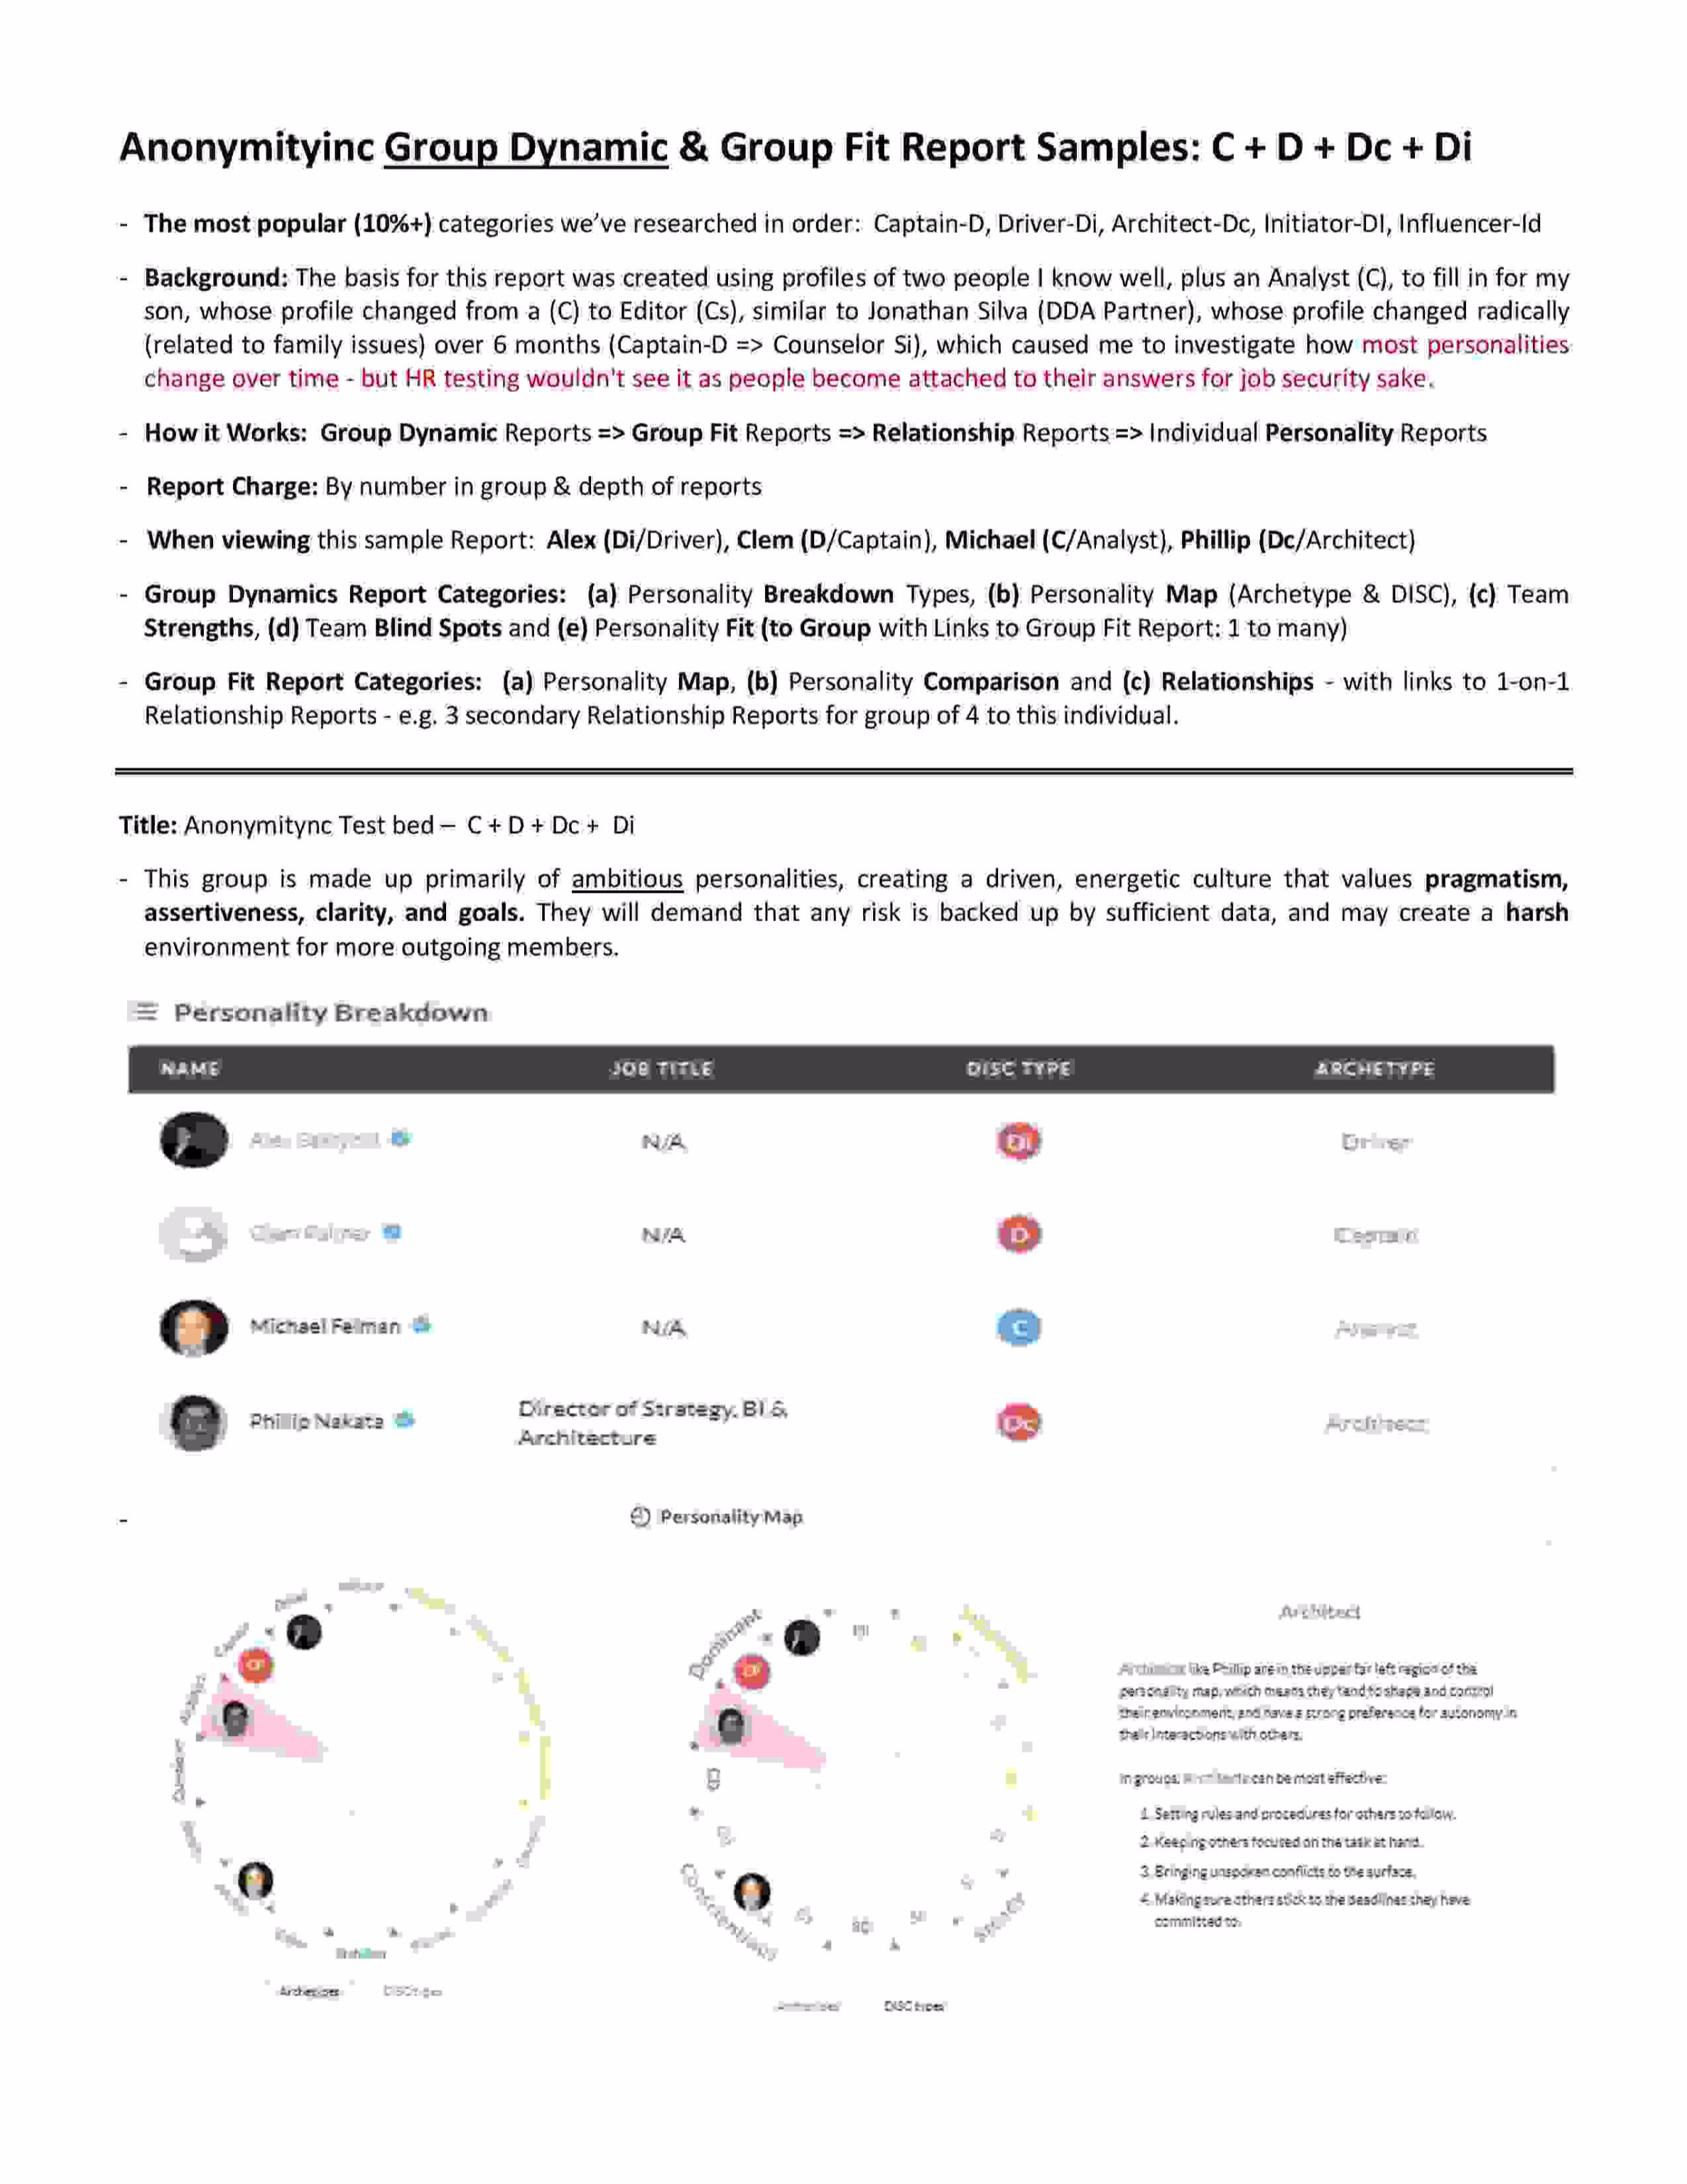 Anonymityinc Group Dynamic & Group Fit Report Samples: C + D + Dc + Di
- The most popular (10%+) categories we've researched in order: Captain-D, Driver-Di, Architect-Dc, Initiator-DI, Influencer-Id
- Background: The basis for this report was created using profiles of two people I know well, plus an Analyst (C), to fill in for my
son, whose profile changed from a (C) to Editor (Cs), similar to Jonathan Silva (DDA Partner), whose profile changed radically
(related to family issues) over 6 months (Captain-D => Counselor Si), which caused me to investigate how most personalities
change over time - but HR testing wouldn't see it as people become attached to their answers for job security sake.
- How it Works: Group Dynamic Reports => Group Fit Reports => Relationship Reports => Individual Personality Reports
- Report Charge: By number in group & depth of reports
- When viewing this sample Report: Alex (Di/Driver), Clem (D/Captain), Michael (C/Analyst), Phillip (Dc/Architect)
- Group Dynamics Report Categories: (a) Personality Breakdown Types, (b) Personality Map (Archetype & DISC), (c) Team
Strengths, (d) Team Blind Spots and (e) Personality Fit (to Group with Links to Group Fit Report: 1 to many)
- Group Fit Report Categories: (a) Personality Map, (b) Personality Comparison and (c) Relationships - with links to 1-on-1
Relationship Reports - e.g. 3 secondary Relationship Reports for group of 4 to this individual.
Title: Anonymitync Test bed – C + D + Dc + Di
- This group is made up primarily of ambitious personalities, creating a driven, energetic culture that values pragmatism,
assertiveness, clarity, and goals. They will demand that any risk is backed up by sufficient data, and may create a harsh
environment for more outgoing members.
Personality Breakdown
NAME JOB TITLE DISC TYPE ARCHETYPE
Alex N/A Di Driver
N/A D Captain
Michael Felman N/A C Analyst
Phillip Nakata Director of Strategy, BI &
Architecture Dc Architect
- Personality Map
Dominant
CP
CP
CD
Conscientious
SC
Archetypes DISC types
DISC types
Architect
Architects like Phillip are in the upper far left region of the
personality map, which means they tend to shape and control
their environment, and have a strong preference for autonomy in
their interactions with others.
In groups, Architects can be most effective:
1. Setting rules and procedures for others to follow.
2. Keeping others focused on the task at hand.
3. Bringing unspoken conflicts to the surface.
4. Making sure others stick to the deadlines they have
committed to.